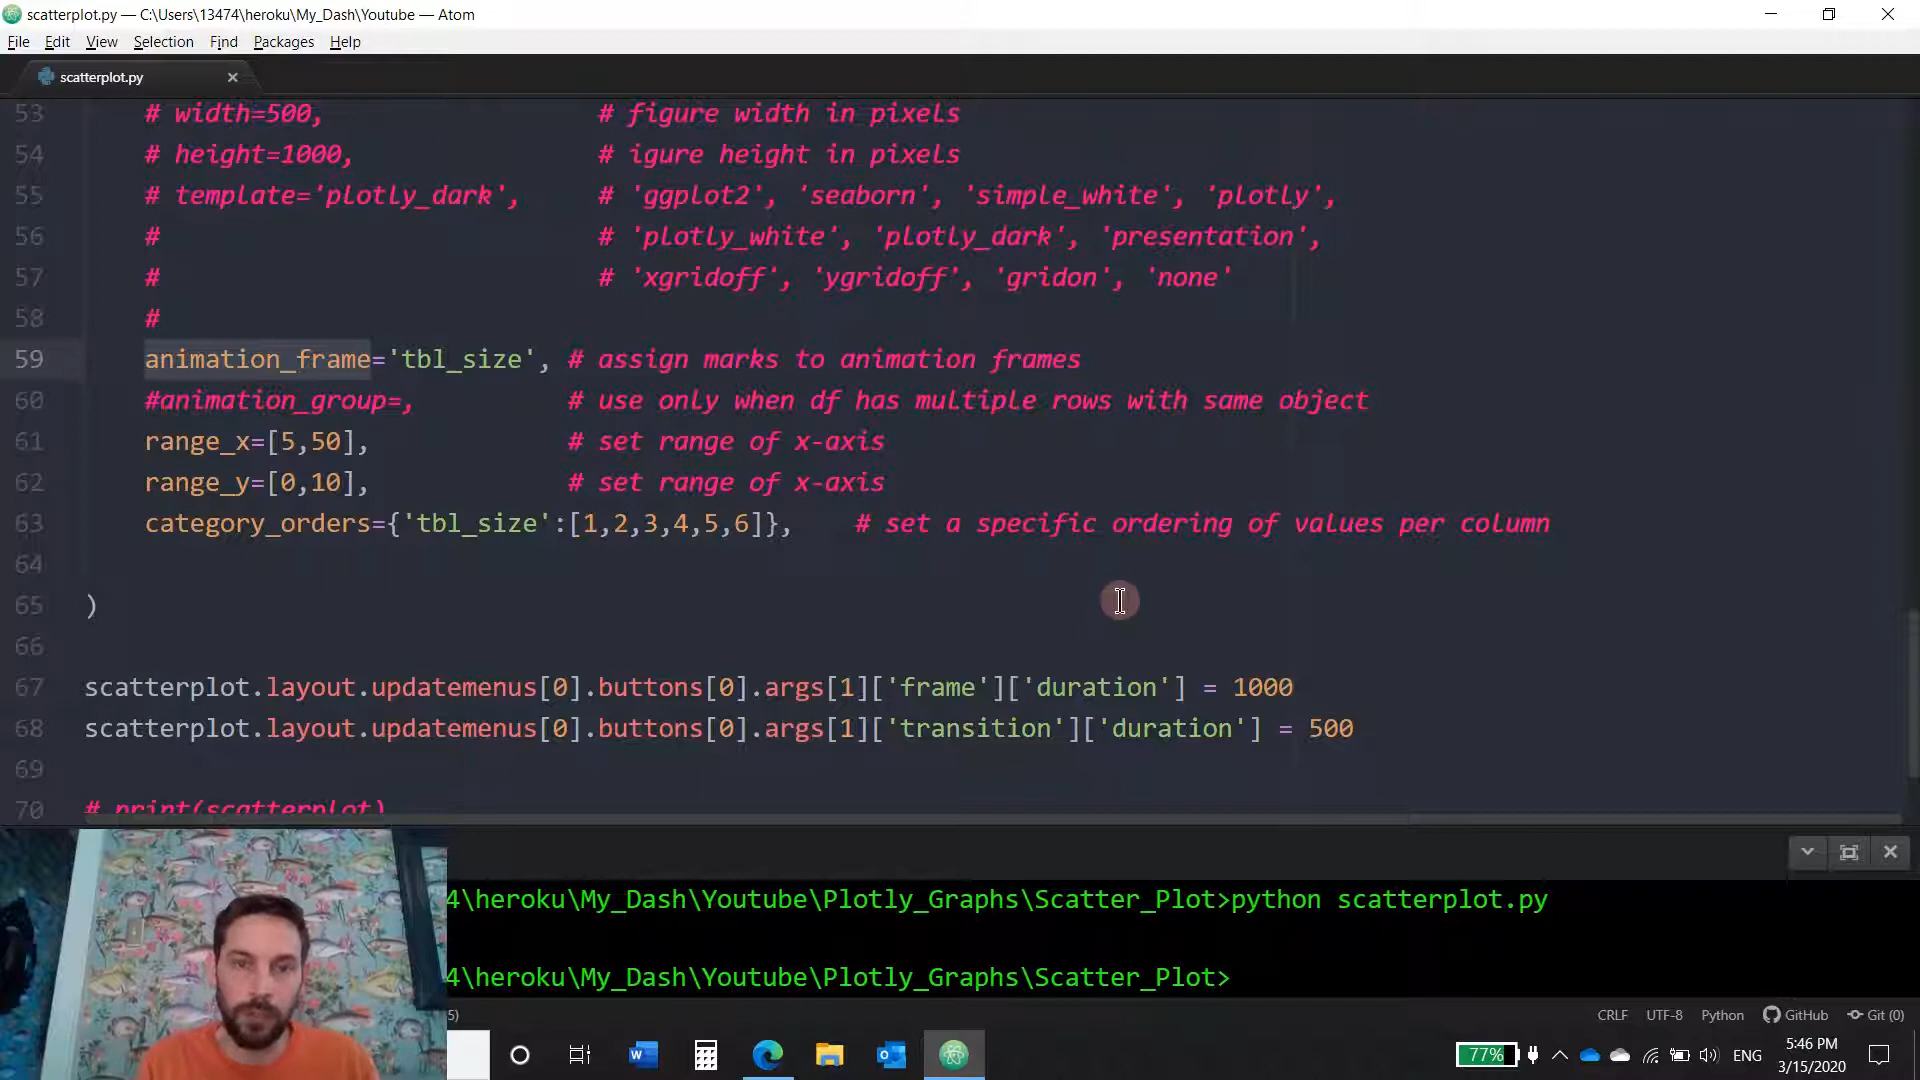 scatterplot.py — C:\Users\13474\heroku\My_Dash\Youtube — Atom
File Edit View Selection Find Packages Help
scatterplot.py
53 # width=500, # figure width in pixels
54 # height=1000, # igure height in pixels
55 # template='plotly_dark', # 'ggplot2', 'seaborn', 'simple_white', 'plotly',
56 # # 'plotly_white', 'plotly_dark', 'presentation',
57 # # 'xgridoff', 'ygridoff', 'gridon', 'none'
58 #
59 animation_frame='tbl_size', # assign marks to animation frames
60 #animation_group=, # use only when df has multiple rows with same object
61 range_x=[5,50], # set range of x-axis
62 range_y=[0,10], # set range of x-axis
63 category_orders={'tbl_size':[1,2,3,4,5,6]}, # set a specific ordering of values per column
64
65 )
66
67 scatterplot.layout.updatemenus[0].buttons[0].args[1]['frame']['duration'] = 1000
68 scatterplot.layout.updatemenus[0].buttons[0].args[1]['transition']['duration'] = 500
69
70 # print(scatterplot)
4\heroku\My_Dash\Youtube\Plotly_Graphs\Scatter_Plot>python scatterplot.py
4\heroku\My_Dash\Youtube\Plotly_Graphs\Scatter_Plot>
5) CRLF UTF-8 Python GitHub Git (0)
77% ENG 5:46 PM
3/15/2020